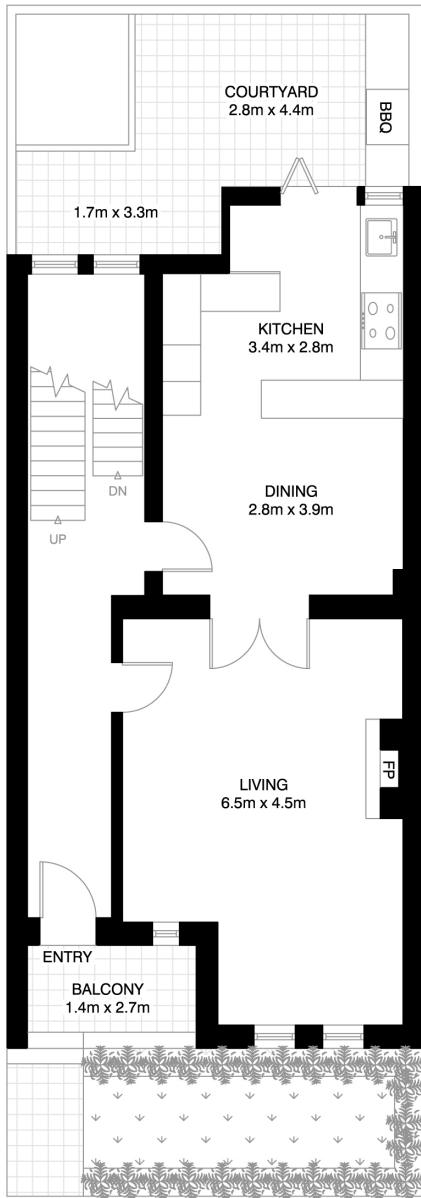 COURTYARD
2.8m x 4.4m
BBQ
1.7m x 3.3m
KITCHEN
3.4m x 2.8m
DINING
2.8m x 3.9m
UP
DN
LIVING
6.5m x 4.5m
FP
ENTRY
BALCONY
1.4m x 2.7m